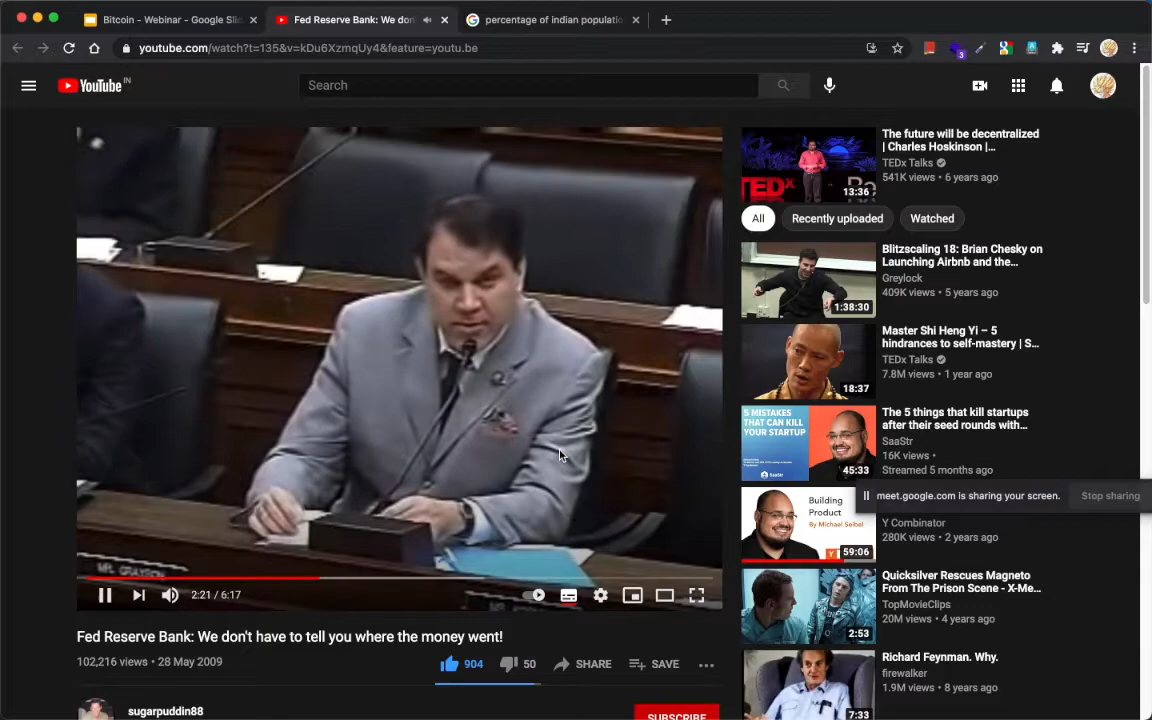 Bitcoin - Webinar - Google Slid
Fed Reserve Bank: We don'
percentage of indian populatio
youtube.com/watch?t=135&v=kDu6XzmqUy4&feature=youtu.be
3
YouTube IN
Search
MR. GRAYSON
2:21 / 6:17
Fed Reserve Bank: We don't have to tell you where the money went!
102,216 views • 28 May 2009
904
50
SHARE
SAVE
sugarpuddin88
SUBSCRIBE
TEDx
13:36
The future will be decentralized
| Charles Hoskinson |...
TEDx Talks
541K views • 6 years ago
All
Recently uploaded
Watched
1:38:30
Blitzscaling 18: Brian Chesky on
Launching Airbnb and the...
Greylock
409K views • 5 years ago
18:37
Master Shi Heng Yi – 5
hindrances to self-mastery | S...
TEDx Talks
7.8M views • 1 year ago
5 MISTAKES
THAT CAN KILL
YOUR STARTUP
SaaStr
45:33
The 5 things that kill startups
after their seed rounds with...
SaaStr
16K views •
Streamed 5 months ago
meet.google.com is sharing your screen.
Stop sharing
Building
Product
By Michael Seibel
59:06
Y Combinator
280K views • 2 years ago
2:53
Quicksilver Rescues Magneto
From The Prison Scene - X-Me...
TopMovieClips
20M views • 4 years ago
7:33
Richard Feynman. Why.
firewalker
1.9M views • 8 years ago